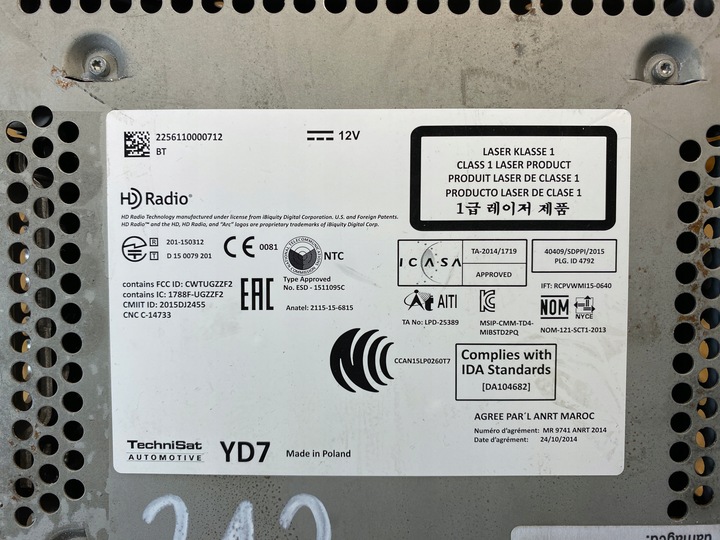 2256110000712
BT
12V
LASER KLASSE 1
CLASS 1 LASER PRODUCT
PRODUIT LASER DE CLASSE 1
PRODUCTO LASER DE CLASE 1
1급 레이저 제품
HD Radio®
HD Radio Technology manufactured under license from iBiquity Digital Corporation. U.S. and Foreign Patents.
HD Radio™ and the HD, HD Radio, and "Arc" logos are proprietary trademarks of iBiquity Digital Corp.
R 201-150312
T D 15 0079 201
CE 0081
NTC
Type Approved
No. ESD - 1511095C
ICASA
TA-2014/1719
APPROVED
40409/SDPPI/2015
PLG. ID 4792
contains FCC ID: CWTUGZZF2
contains IC: 1788F-UGZZF2
CMIIT ID: 2015DJ2455
CNC C-14733
EAC
Anatel: 2115-15-6815
AITI
TA No: LPD-25389
MSIP-CMM-TD4-
MIBSTD2PQ
IFT: RCPVWMI15-0640
NOM
NYCE
NOM-121-SCT1-2013
CCAN15LP0260T7
Complies with
IDA Standards
[DA104682]
AGREE PAR´L ANRT MAROC
Numéro d'agrément: MR 9741 ANRT 2014
Date d'agrément: 24/10/2014
TechniSat
AUTOMOTIVE
YD7
Made in Poland
damaged.